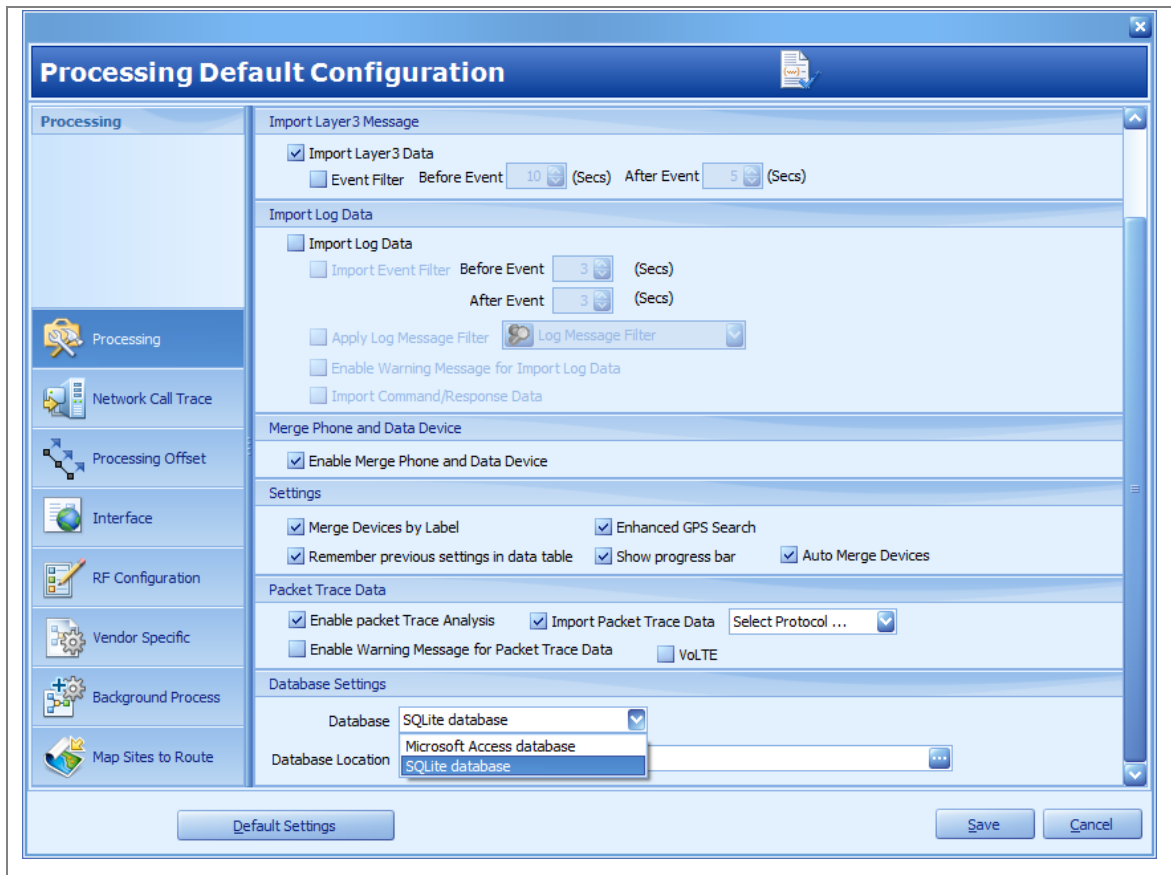 Processing Default Configuration
Processing
Processing
Network Call Trace
Processing Offset
Interface
RF Configuration
Vendor Specific
Background Process
Map Sites to Route
Import Layer3 Message
Import Layer3 Data
Event Filter Before Event 10 (Secs) After Event 5 (Secs)
Import Log Data
Import Log Data
Import Event Filter Before Event 3 (Secs)
After Event 3 (Secs)
Apply Log Message Filter Log Message Filter
Enable Warning Message for Import Log Data
Import Command/Response Data
Merge Phone and Data Device
Enable Merge Phone and Data Device
Settings
Merge Devices by Label Enhanced GPS Search
Remember previous settings in data table Show progress bar Auto Merge Devices
Packet Trace Data
Enable packet Trace Analysis Import Packet Trace Data Select Protocol ...
Enable Warning Message for Packet Trace Data VoLTE
Database Settings
Database SQLite database
Microsoft Access database
Database Location SQLite database ...
Default Settings Save Cancel